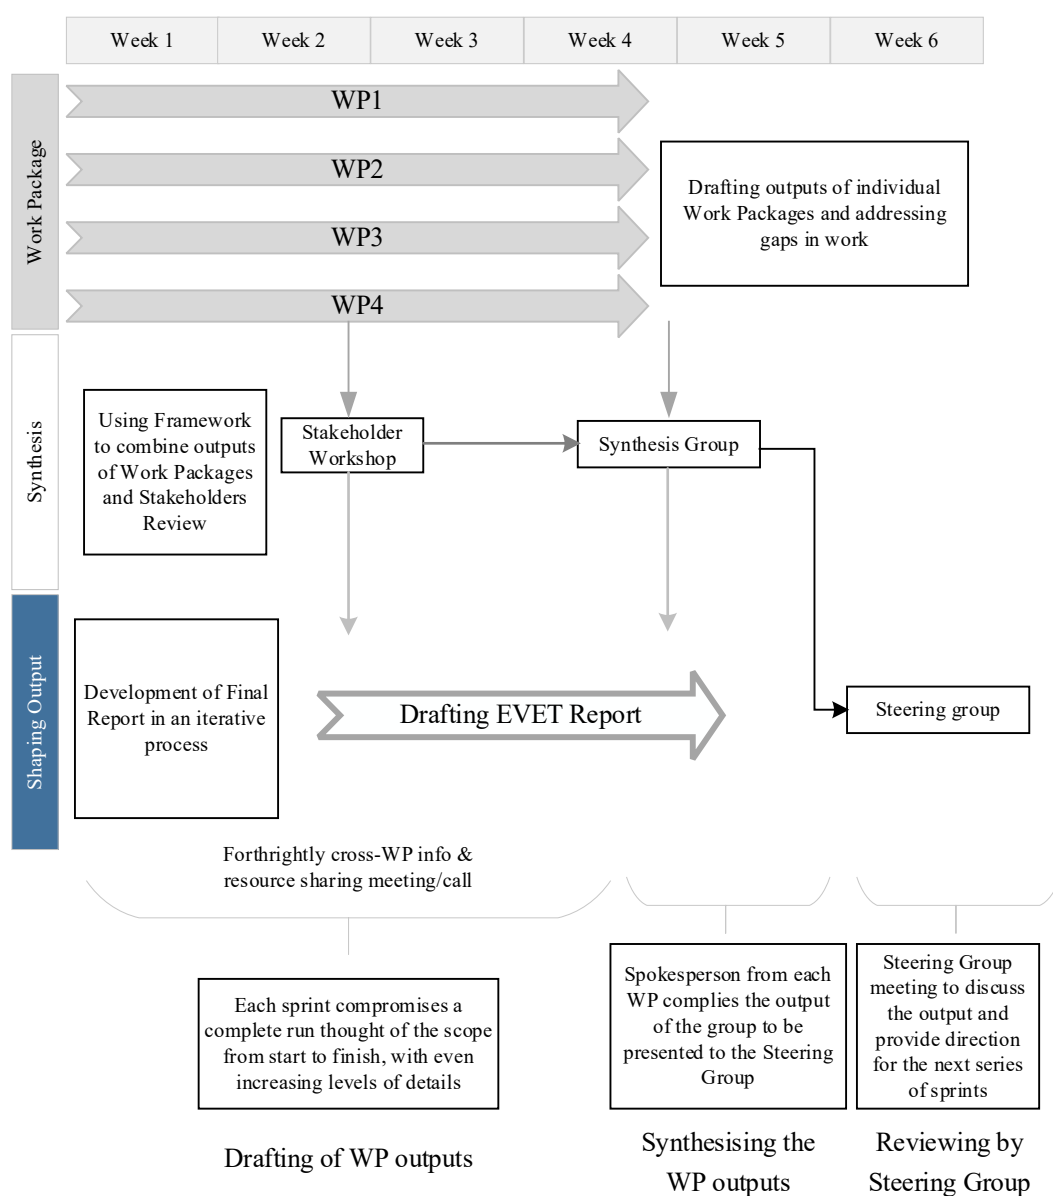 Week 1
Week 2
Week 3
Week 4
Week 5
Week 6
Work Package
WP1
WP2
WP3
WP4
Drafting outputs of individual
Work Packages and addressing
gaps in work
Synthesis
Using Framework
to combine outputs
of Work Packages
and Stakeholders
Review
Stakeholder
Workshop
Synthesis Group
Shaping Output
Development of Final
Report in an iterative
process
Drafting EVET Report
Steering group
Forthrightly cross-WP info &
resource sharing meeting/call
Each sprint compromises a
complete run thought of the scope
from start to finish, with even
increasing levels of details
Spokesperson from each
WP complies the output
of the group to be
presented to the Steering
Group
Steering Group
meeting to discuss
the output and
provide direction
for the next series
of sprints
Drafting of WP outputs
Synthesising the
WP outputs
Reviewing by
Steering Group